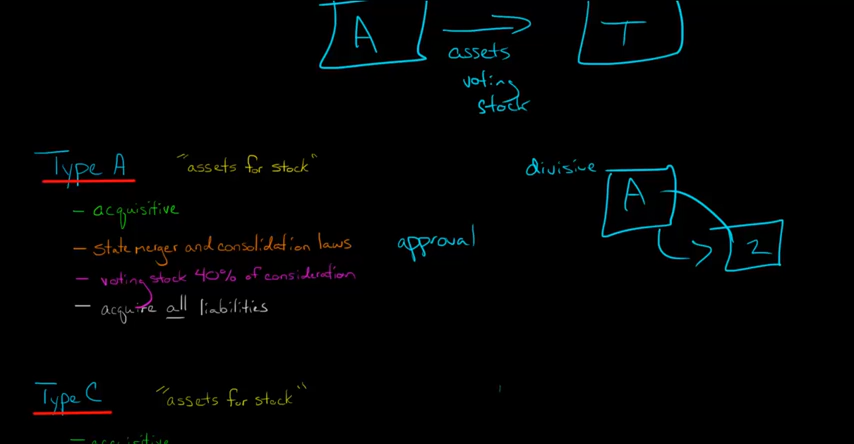 A
T
assets
voting
stock
Type A "assets for stock"
divisive
A
2
- acquisitive
- state merger and consolidation laws
approval
- voting stock 40% of consideration
- acquire all liabilities
Type C "assets for stock"
- acquisitive